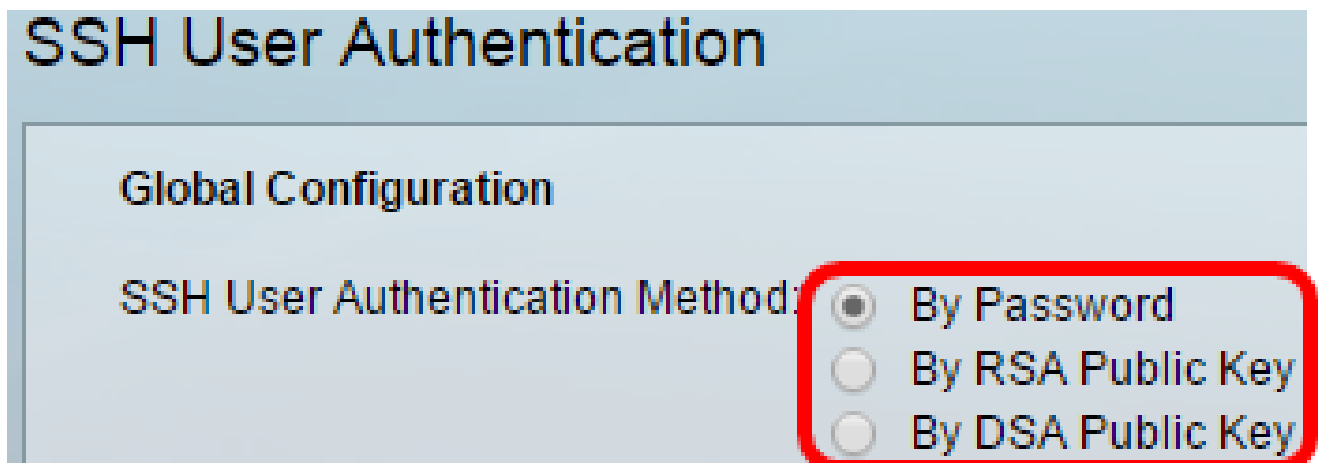 SSH User Authentication
Global Configuration
SSH User Authentication Method:
By Password
By RSA Public Key
By DSA Public Key